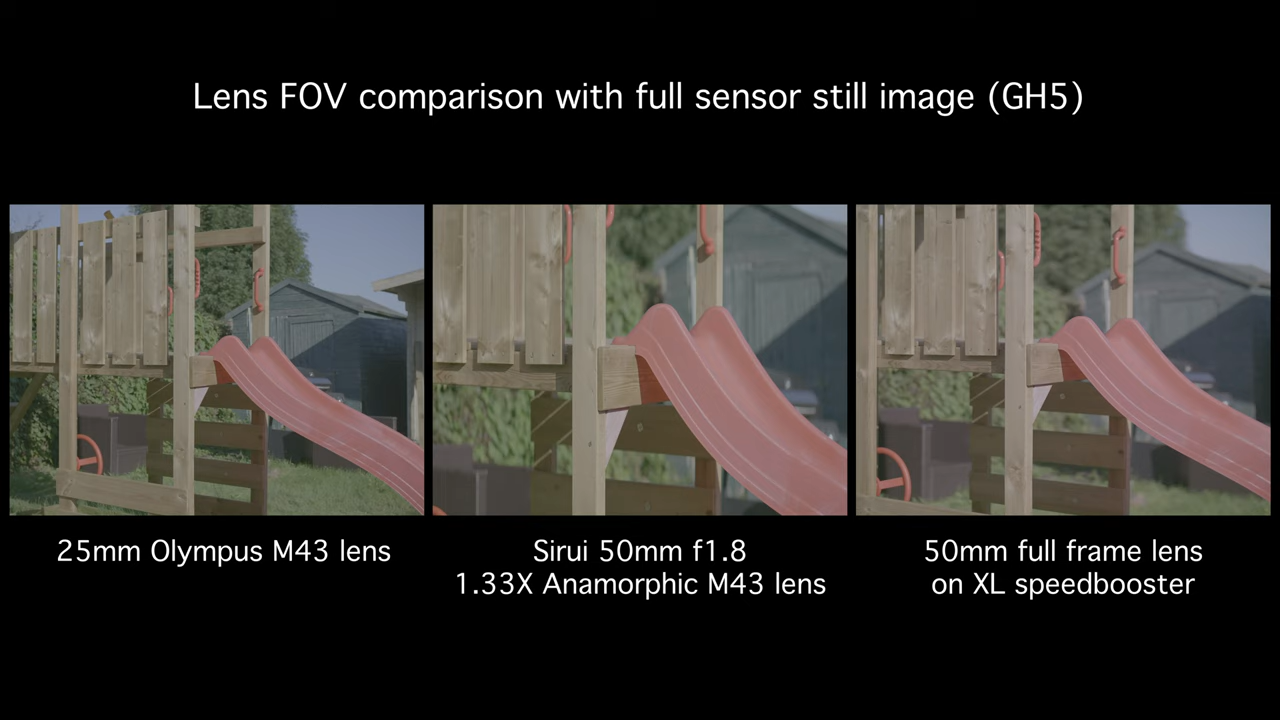 Lens FOV comparison with full sensor still image (GH5)
25mm Olympus M43 lens
Sirui 50mm f1.8
1.33X Anamorphic M43 lens
50mm full frame lens
on XL speedbooster